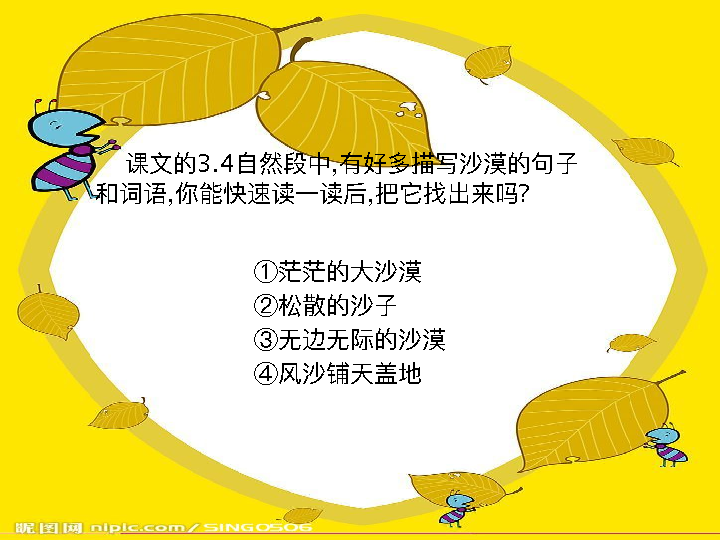 课文的3.4自然段中,有好多描写沙漠的句子
和词语,你能快速读一读后,把它找出来吗?
①茫茫的大沙漠
②松散的沙子
③无边无际的沙漠
④风沙铺天盖地
昵图网 nipic.com/SING0506